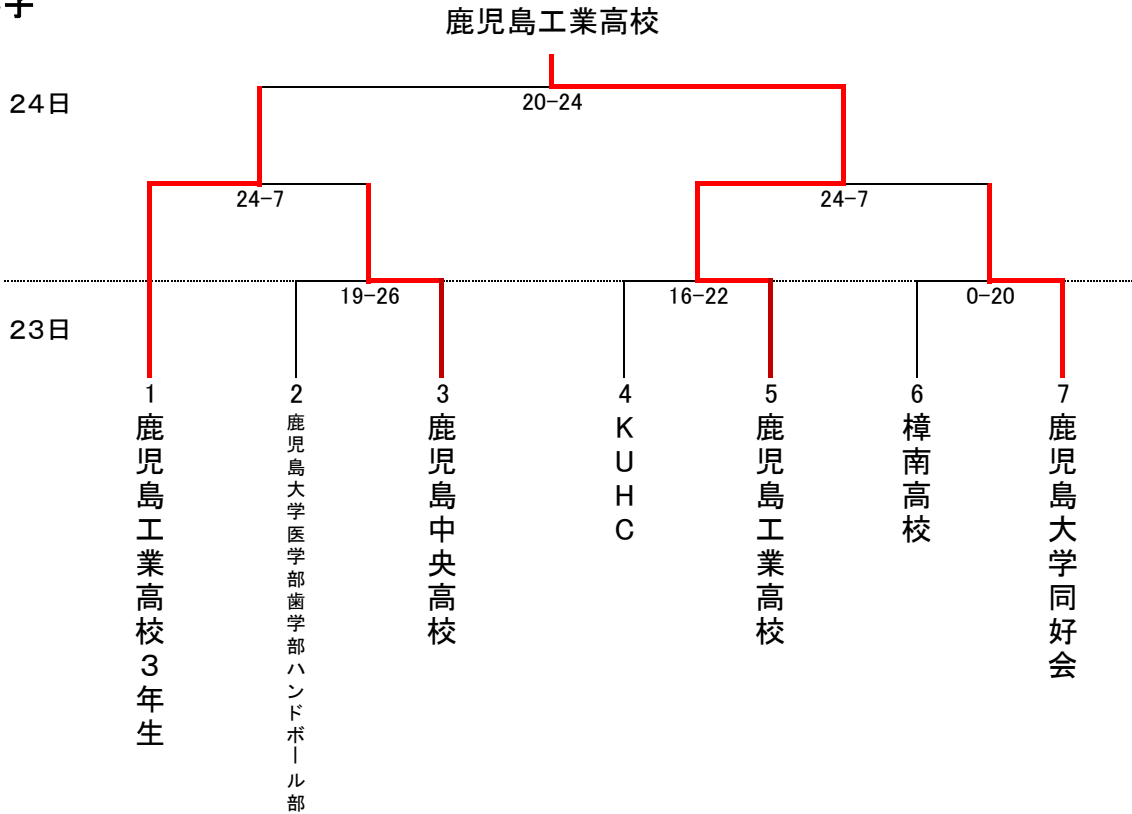 子
鹿児島工業高校
24日
20-24
24-7
24-7
19-26
16-22
0-20
23日
1
2
3
4
5
6
7
鹿児島工業高校3年生
鹿児島大学医学部歯学部ハンドボール部
鹿児島中央高校
KUHC
鹿児島工業高校
樟南高校
鹿児島大学同好会